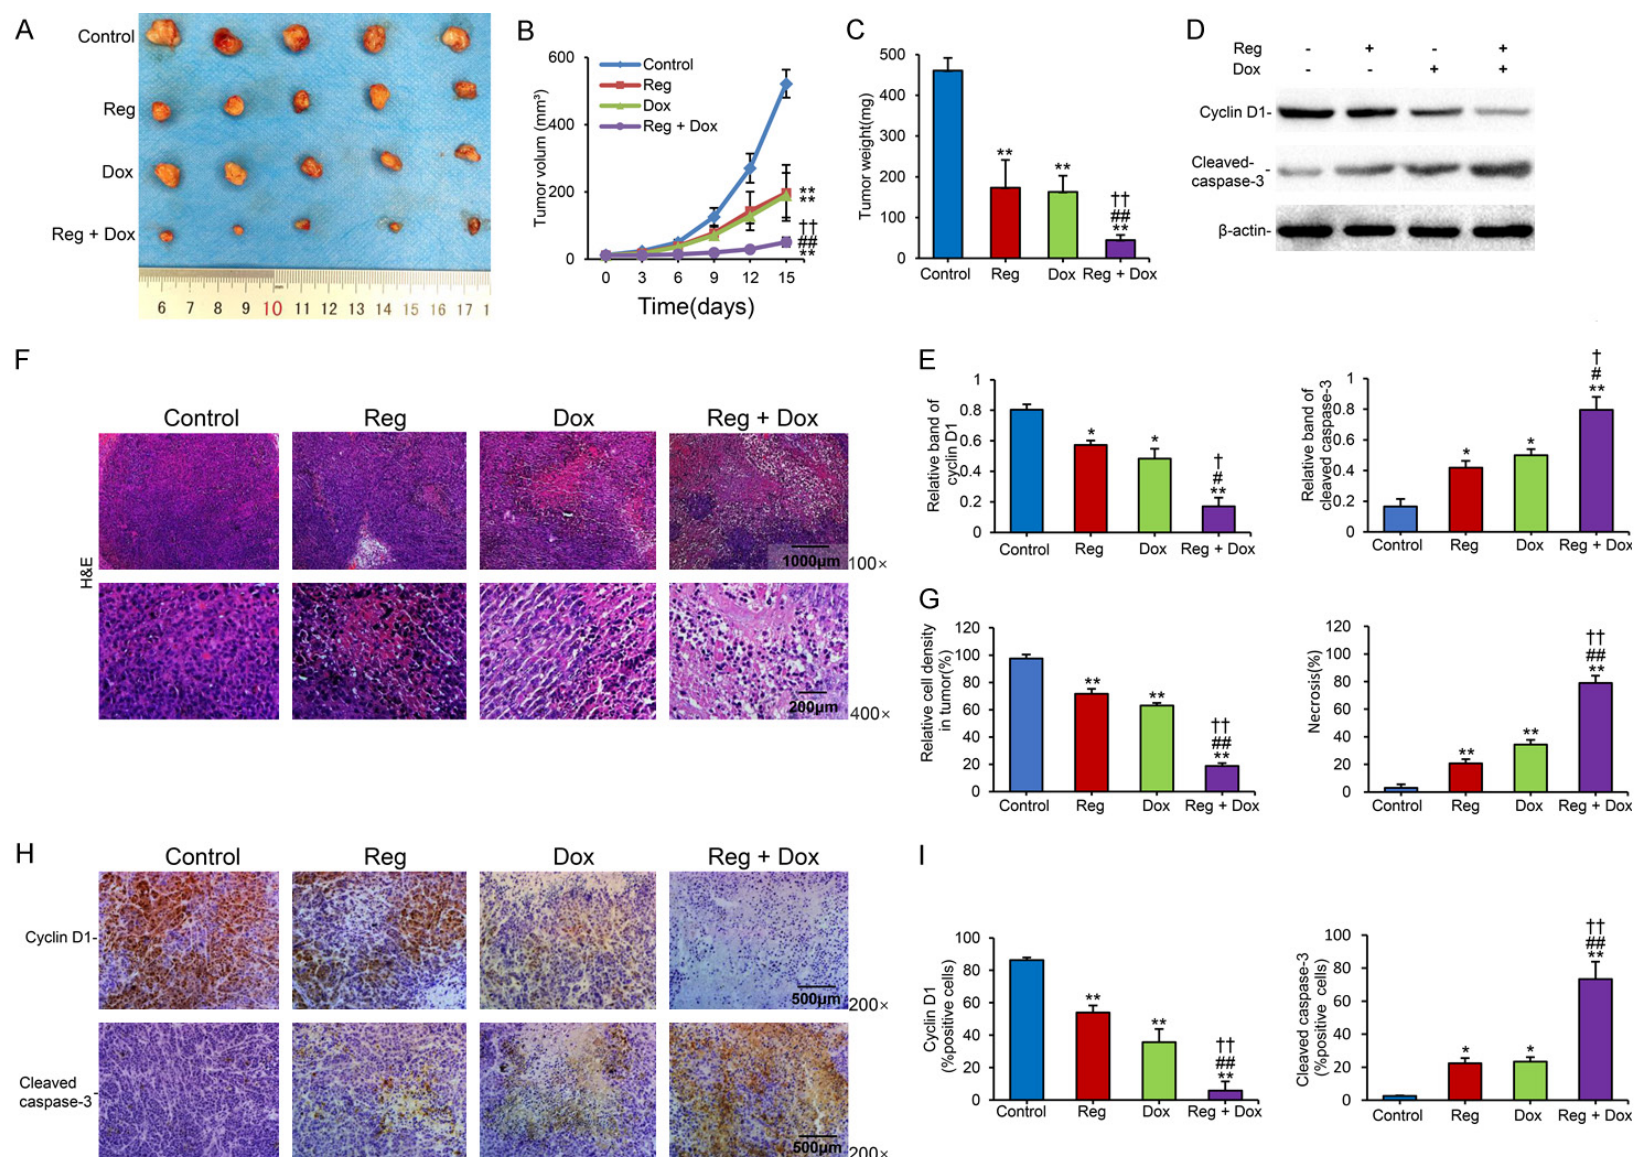 A
Control
Reg
Dox
Reg + Dox
6 7 8 9 10 11 12 13 14 15 16 17 1
B
Tumor volum (mm³)
600
400
200
0
Control
Reg
Dox
Reg + Dox
**
**
††
##
**
0 3 6 9 12 15
Time(days)
C
Tumor weight(mg)
500
400
300
200
100
0
**
**
††
##
**
Control Reg Dox Reg + Dox
D
Reg - + - +
Dox - - + +
Cyclin D1-
Cleaved-
caspase-3
-
β-actin-
F
Control Reg Dox Reg + Dox
H&E
1000μm
100×
200μm
400×
E
Relative band of
cyclin D1
1
0.8
0.6
0.4
0.2
0
*
*
†
#
**
Control Reg Dox Reg + Dox
Relative band of
cleaved caspase-3
1
0.8
0.6
0.4
0.2
0
*
*
†
#
**
Control Reg Dox Reg + Dox
G
Relative cell density
in tumor(%)
120
100
80
60
40
20
0
**
**
††
##
**
Control Reg Dox Reg + Dox
Necrosis(%)
120
100
80
60
40
20
0
**
**
††
##
**
Control Reg Dox Reg + Dox
H
Control Reg Dox Reg + Dox
Cyclin D1-
500μm
200×
Cleaved
caspase-3
-
500μm
200×
I
Cyclin D1
(%positive cells)
100
80
60
40
20
0
**
**
††
##
**
Control Reg Dox Reg + Dox
Cleaved caspase-3
(%positive cells)
100
80
60
40
20
0
*
*
††
##
**
Control Reg Dox Reg + Dox